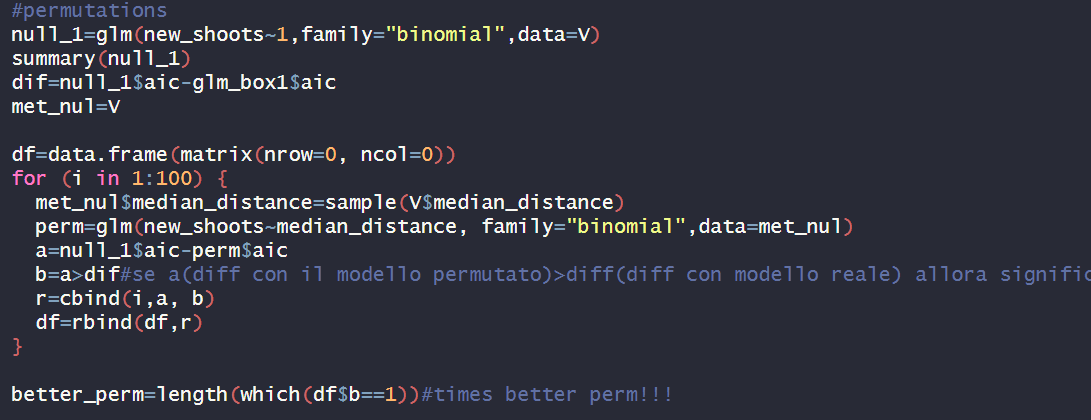 #permutations
null_1=glm(new_shoots~1,family="binomial",data=V)
summary(null_1)
dif=null_1$aic-glm_box1$aic
met_nul=V
df=data.frame(matrix(nrow=0, ncol=0))
for (i in 1:100) {
met_nul$median_distance=sample(V$median_distance)
perm=glm(new_shoots~median_distance, family="binomial",data=met_nul)
a=null_1$aic-perm$aic
b=a>dif#se a(diff con il modello permutato)>diff(diff con modello reale) allora signific
r=cbind(i,a, b)
df=rbind(df,r)
}
better_perm=length(which(df$b==1))#times better perm!!!